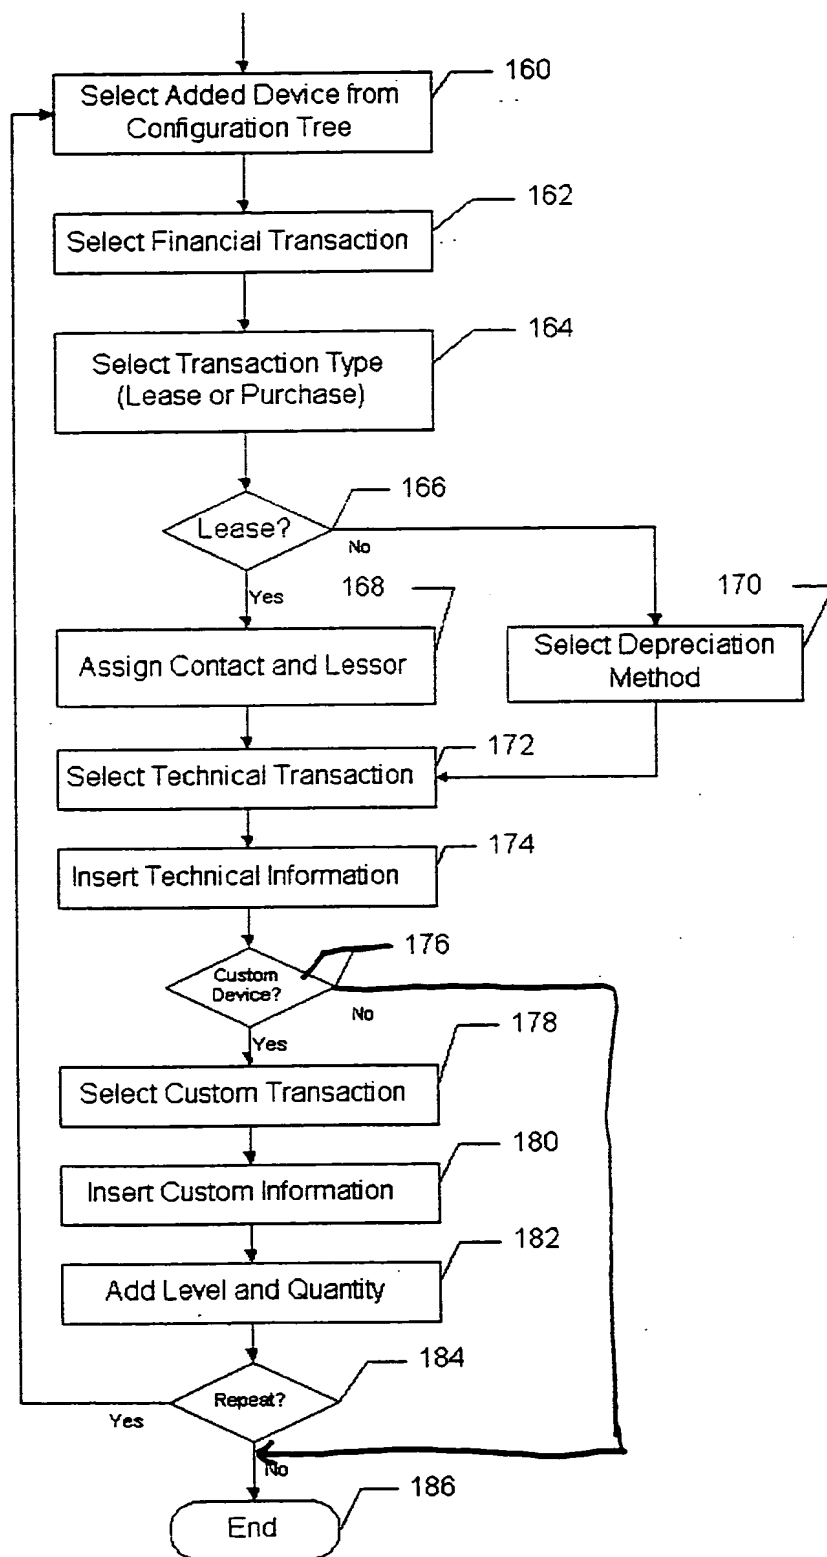 160
Select Added Device from
Configuration Tree
162
Select Financial Transaction
164
Select Transaction Type
(Lease or Purchase)
166
Lease?
No
Yes
168
170
Assign Contact and Lessor
Select Depreciation
Method
172
Select Technical Transaction
174
Insert Technical Information
176
Custom
Device?
No
Yes
178
Select Custom Transaction
180
Insert Custom Information
182
Add Level and Quantity
184
Repeat?
Yes
No
186
End